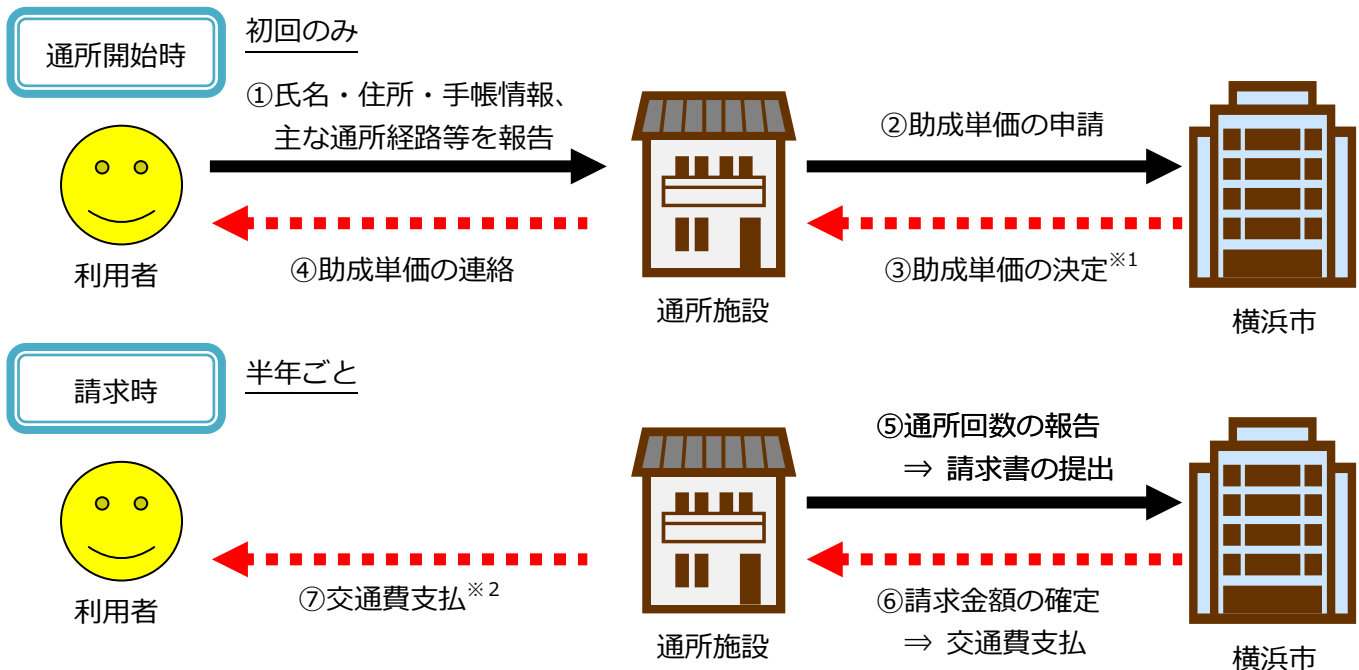 通所開始時
初回のみ
①氏名・住所・手帳情報、
主な通所経路等を報告
②助成単価の申請
③助成単価の決定※1
④助成単価の連絡
利用者
通所施設
横浜市
請求時
半年ごと
⑤通所回数の報告
⇒ 請求書の提出
⑥請求金額の確定
⇒ 交通費支払
⑦交通費支払※2
利用者
通所施設
横浜市